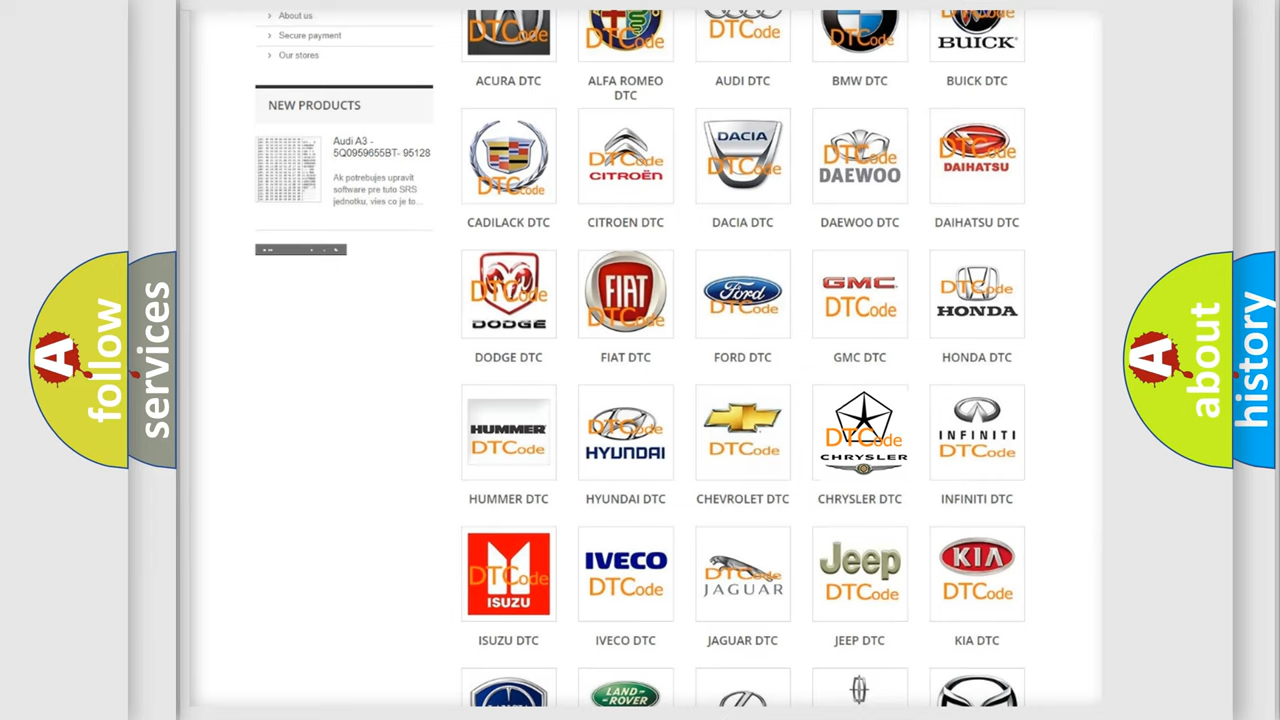 About us
Secure payment
Our stores
NEW PRODUCTS
Audi A3 -
5Q0959655BT- 95128
Ak potrebujes upravit
software pre tuto SRS
jednotku, vies co je to...
DTCode
DTCode
DTCode
DTCode
BUICK
ACURA DTC
ALFA ROMEO
DTC
AUDI DTC
BMW DTC
BUICK DTC
DTCode
DTCode
CITROËN
DACIA
DTCode
DTCode
DAEWOO
DTCode
DAIHATSU
CADILACK DTC
CITROEN DTC
DACIA DTC
DAEWOO DTC
DAIHATSU DTC
DTCode
DODGE
FIAT
DTCode
Ford
DTCode
GMC
DTCode
DTCode
HONDA
DODGE DTC
FIAT DTC
FORD DTC
GMC DTC
HONDA DTC
HUMMER
DTCode
DTCode
HYUNDAI
DTCode
DTCode
CHRYSLER
INFINITI
DTCode
HUMMER DTC
HYUNDAI DTC
CHEVROLET DTC
CHRYSLER DTC
INFINITI DTC
DTCode
ISUZU
IVECO
DTCode
DTCode
JAGUAR
Jeep
DTCode
KIA
DTCode
ISUZU DTC
IVECO DTC
JAGUAR DTC
JEEP DTC
KIA DTC
LAND-
ROVER
A
follow
services
A
about
history